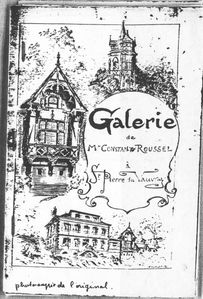 Galerie
de
Mr CONSTANT ROUSSEL
à
St Pierre du Vauvray
photocopie de l'original.